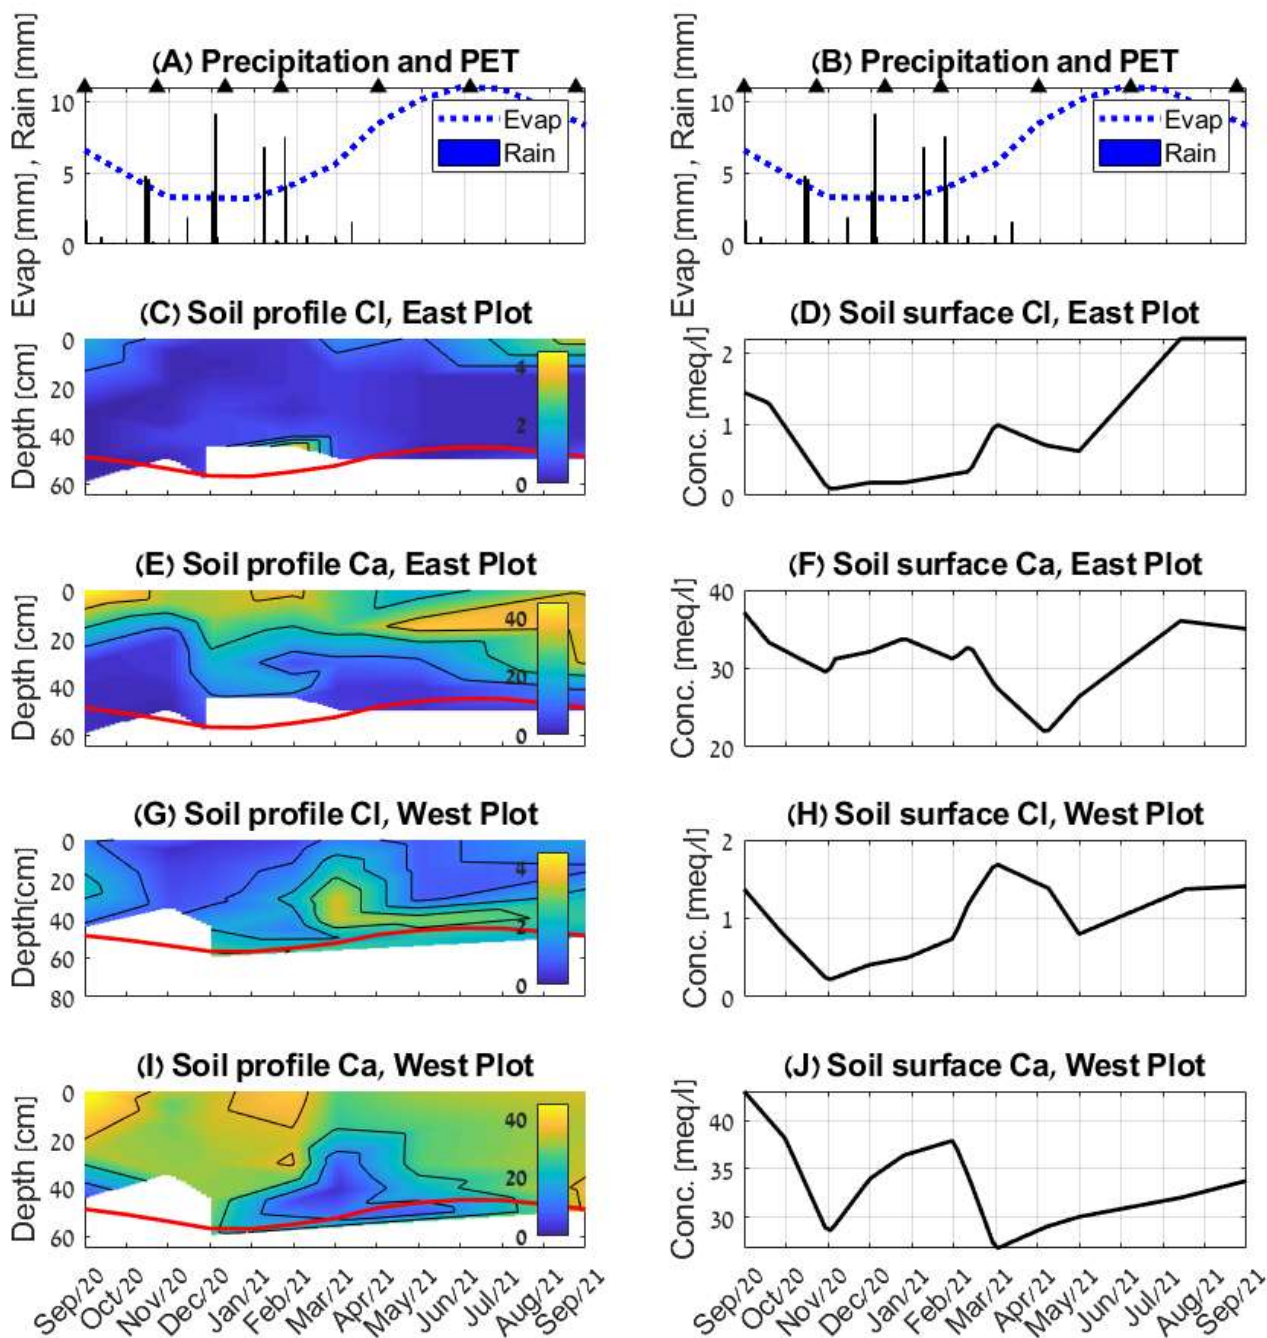 (A) Precipitation and PET
Evap [mm] , Rain [mm]
10
5
0
Evap
Rain
(B) Precipitation and PET
Evap [mm] , Rain [mm]
10
5
0
Evap
Rain
(C) Soil profile Cl, East Plot
Depth [cm]
0
20
40
60
4
2
0
(D) Soil surface Cl, East Plot
Conc. [meq/l]
2
1
0
(E) Soil profile Ca, East Plot
Depth [cm]
0
20
40
60
40
20
0
(F) Soil surface Ca, East Plot
Conc. [meq/l]
40
30
20
(G) Soil profile Cl, West Plot
Depth[cm]
0
20
40
60
80
4
2
0
(H) Soil surface Cl, West Plot
Conc. [meq/l]
2
1
0
(I) Soil profile Ca, West Plot
Depth [cm]
0
20
40
60
40
20
0
Sep/20
Oct/20
Nov/20
Dec/20
Jan/21
Feb/21
Mar/21
Apr/21
May/21
Jun/21
Jul/21
Aug/21
Sep/21
(J) Soil surface Ca, West Plot
Conc. [meq/l]
40
35
30
Sep/20
Oct/20
Nov/20
Dec/20
Jan/21
Feb/21
Mar/21
Apr/21
May/21
Jun/21
Jul/21
Aug/21
Sep/21